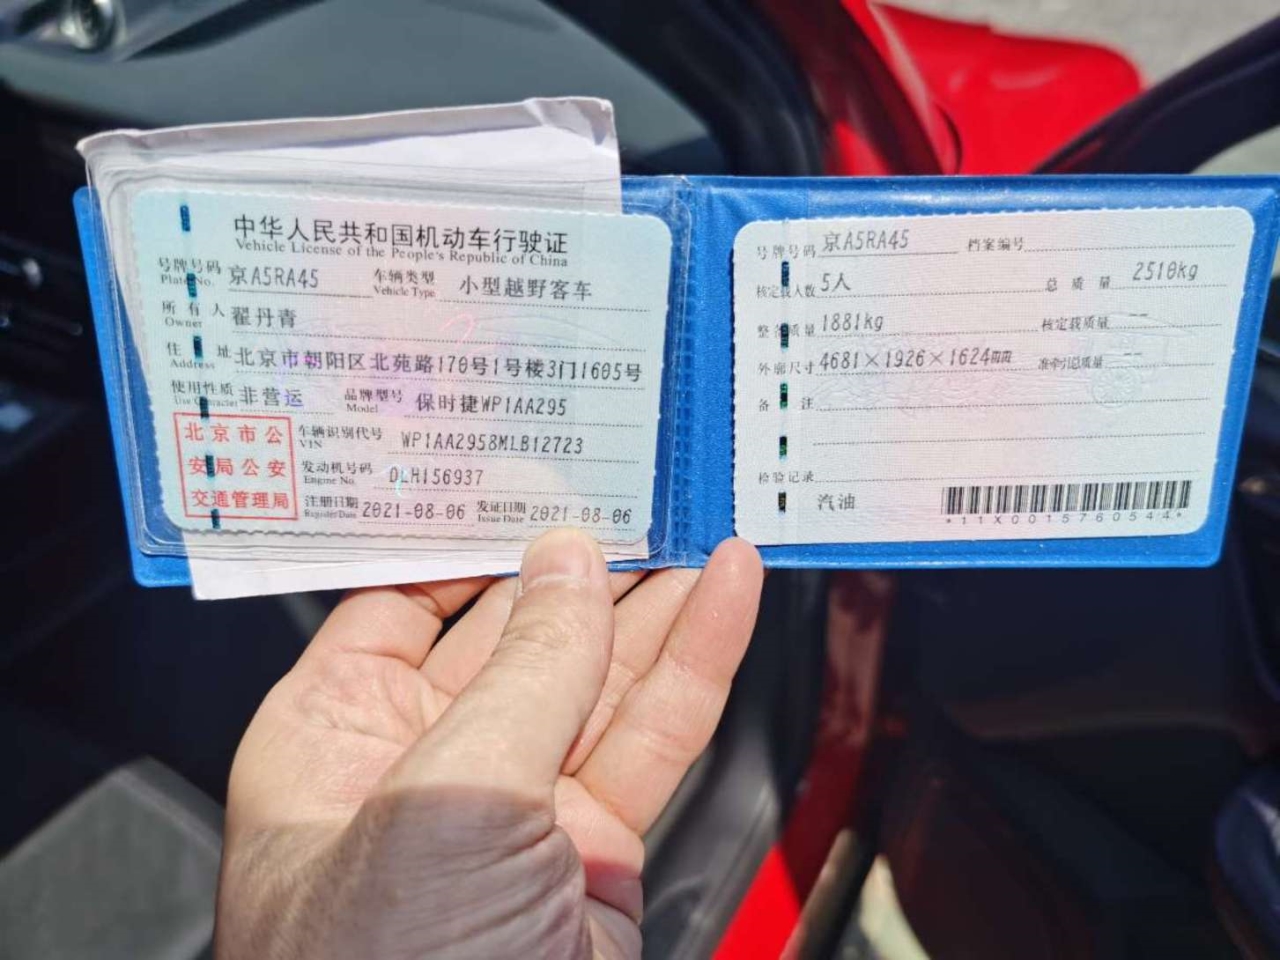 中华人民共和国机动车行驶证
Vehicle License of the People's Republic of China
号牌号码 京A5RA45 车辆类型 小型越野客车
Plate No. Vehicle Type
所有人 翟丹青
Owner
住址 北京市朝阳区北苑路170号1号楼3门1605号
Address
使用性质 非营运 品牌型号 保时捷WP1AA295
Use Character Model
北京市公
安局公安
交通管理局
车辆识别代号 WP1AA2958MLB12723
VIN
发动机号码 DLH156937
Engine No.
注册日期 2021-08-06 发证日期 2021-08-06
Register Date Issue Date
号牌号码 京A5RA45 档案编号
核定载人数 5人 总质量 2510kg
整备质量 1881kg 核定载质量 --
外廓尺寸 4681×1926×1624 准牵引总质量 --
备注
检验记录
汽油
*11X0015760544*